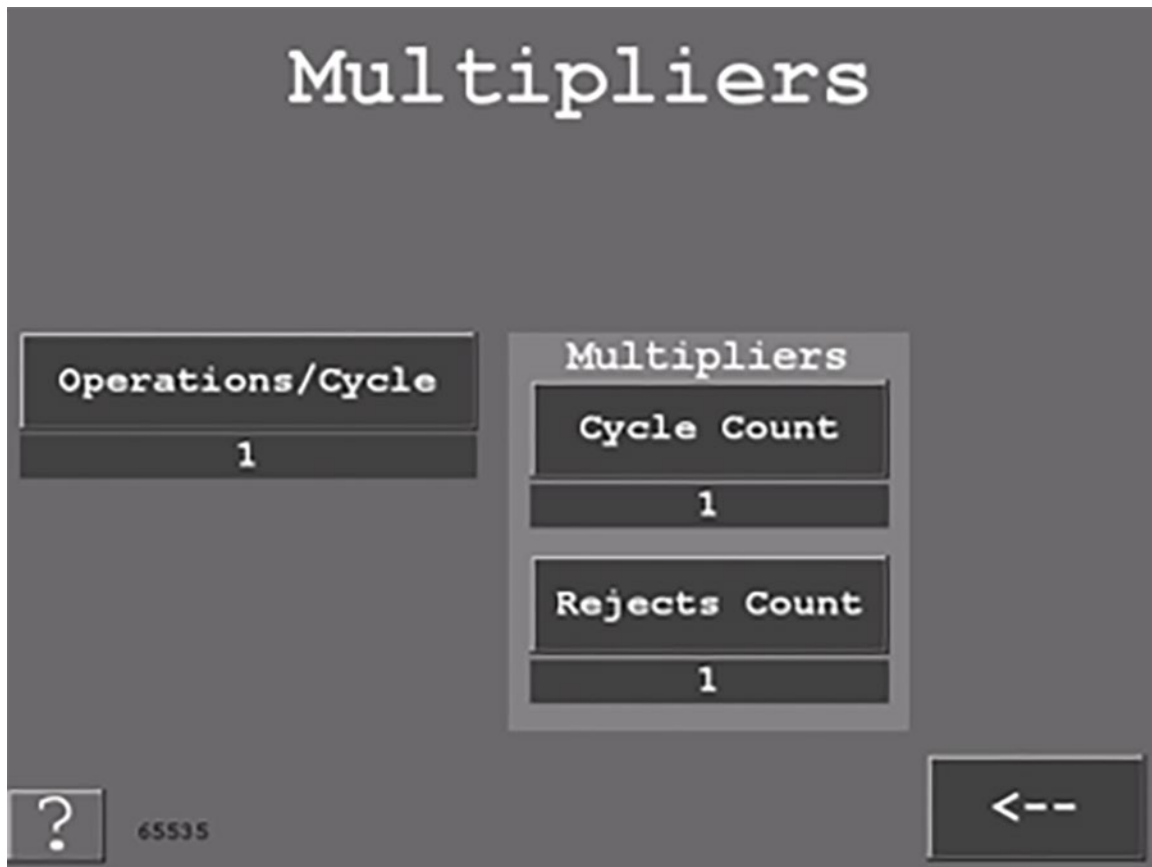 Multipliers
Operations/Cycle
1
Multipliers
Cycle Count
1
Rejects Count
1
?
65535
<--